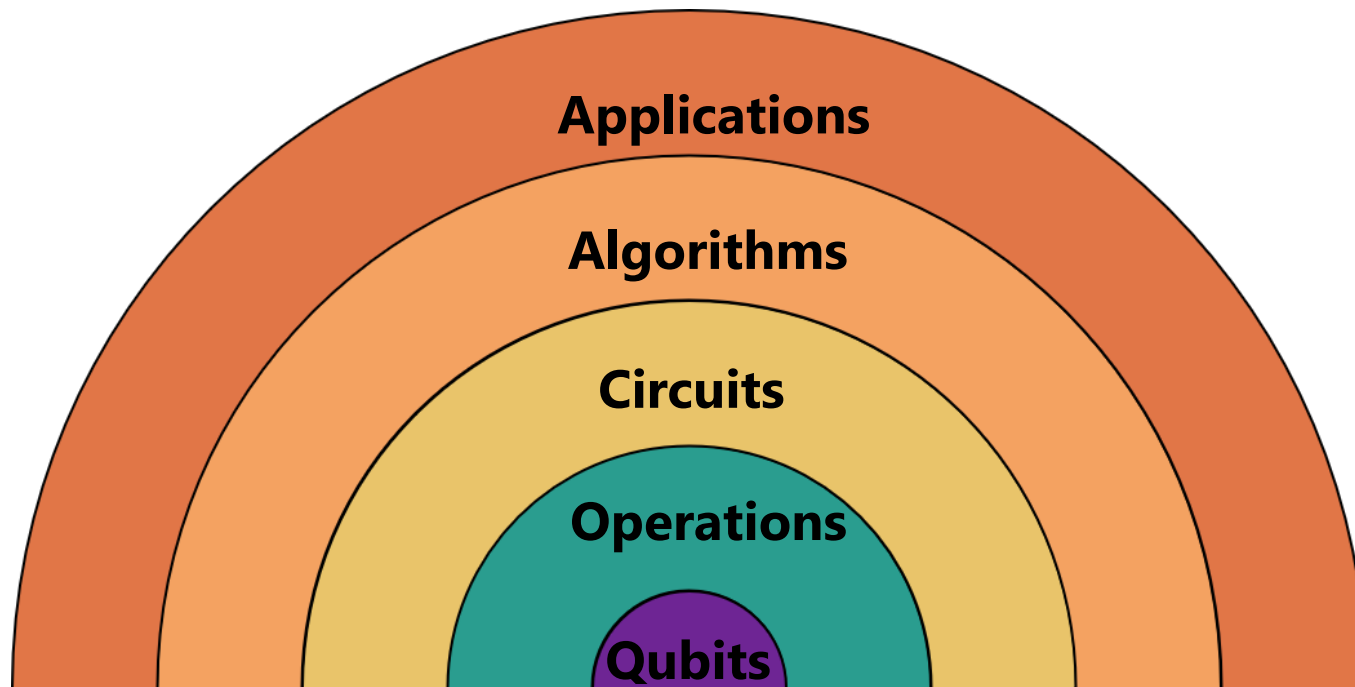 Applications
Algorithms
Circuits
Operations
Qubits